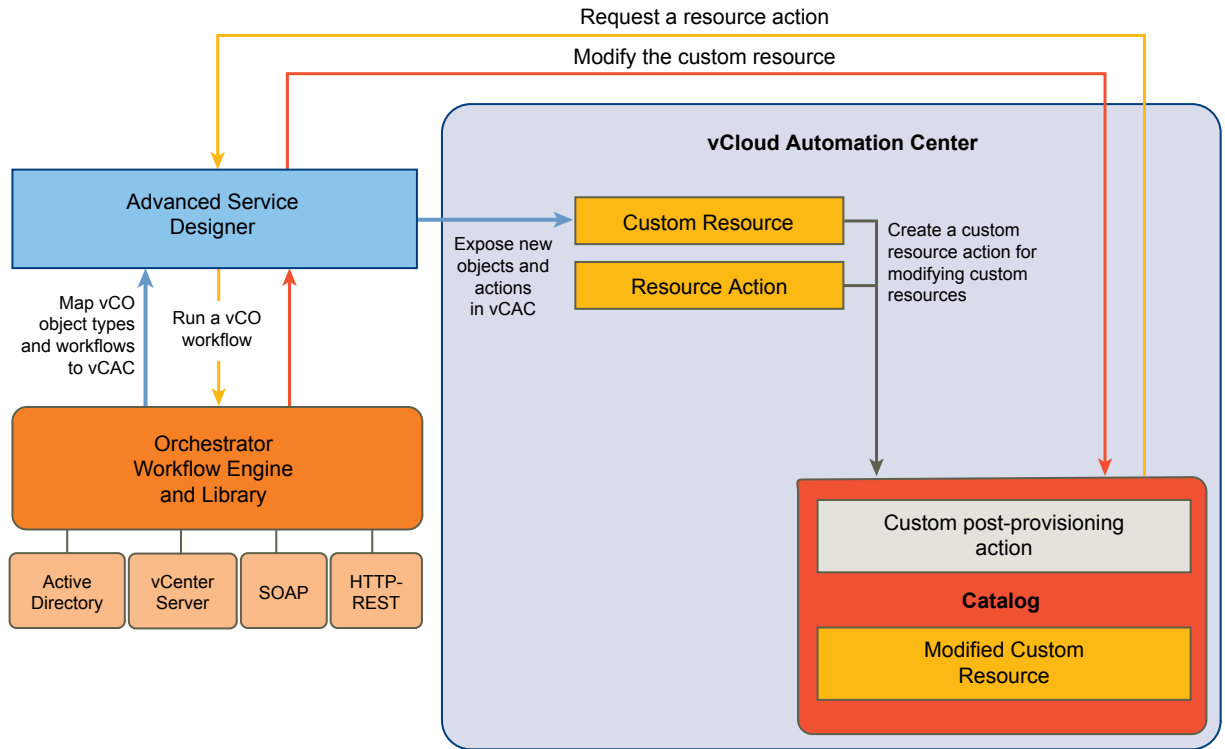 Request a resource action
Modify the custom resource
vCloud Automation Center
Advanced Service
Designer
Custom Resource
Resource Action
Expose new
objects and
actions
in vCAC
Create a custom
resource action for
modifying custom
resources
Map vCO
object types
and workflows
to vCAC
Run a vCO
workflow
Orchestrator
Workflow Engine
and Library
Active
Directory
vCenter
Server
SOAP
HTTP-
REST
Custom post-provisioning
action
Catalog
Modified Custom
Resource